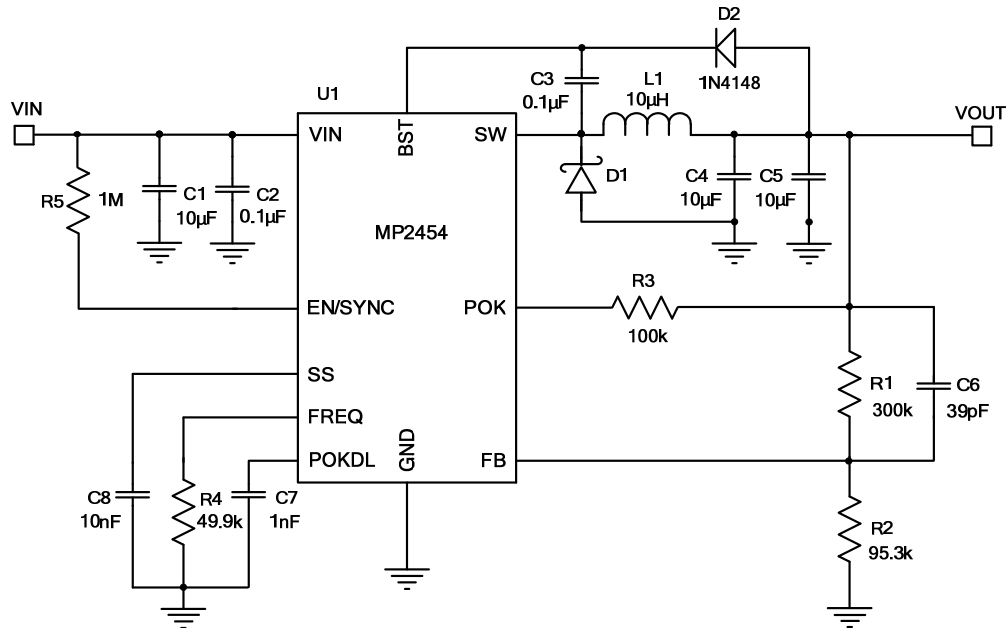 D2
1N4148
C3
0.1µF
L1
10µH
VIN
U1
VOUT
VIN
BST
SW
R5
1M
C1
10µF
C2
0.1µF
D1
C4
10µF
C5
10µF
MP2454
EN/SYNC
POK
R3
100k
SS
R1
300k
C6
39pF
FREQ
POKDL
GND
FB
C8
10nF
R4
49.9k
C7
1nF
R2
95.3k